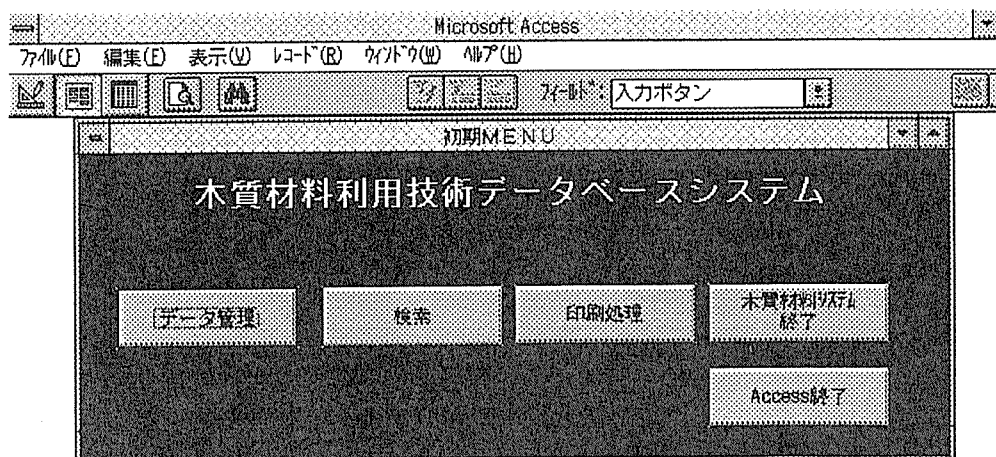 Microsoft Access
ﾌｧｲﾙ(F) 編集(E) 表示(V) ﾚｺｰﾄﾞ(R) ｳｨﾝﾄﾞｳ(W) ﾍﾙﾌﾟ(H)
ﾌｨｰﾙﾄﾞ: 入力ボタン
初期MENU
木質材料利用技術データベースシステム
データ管理 検索 印刷処理 木質材料ｼｽﾃﾑ
終了
Access終了